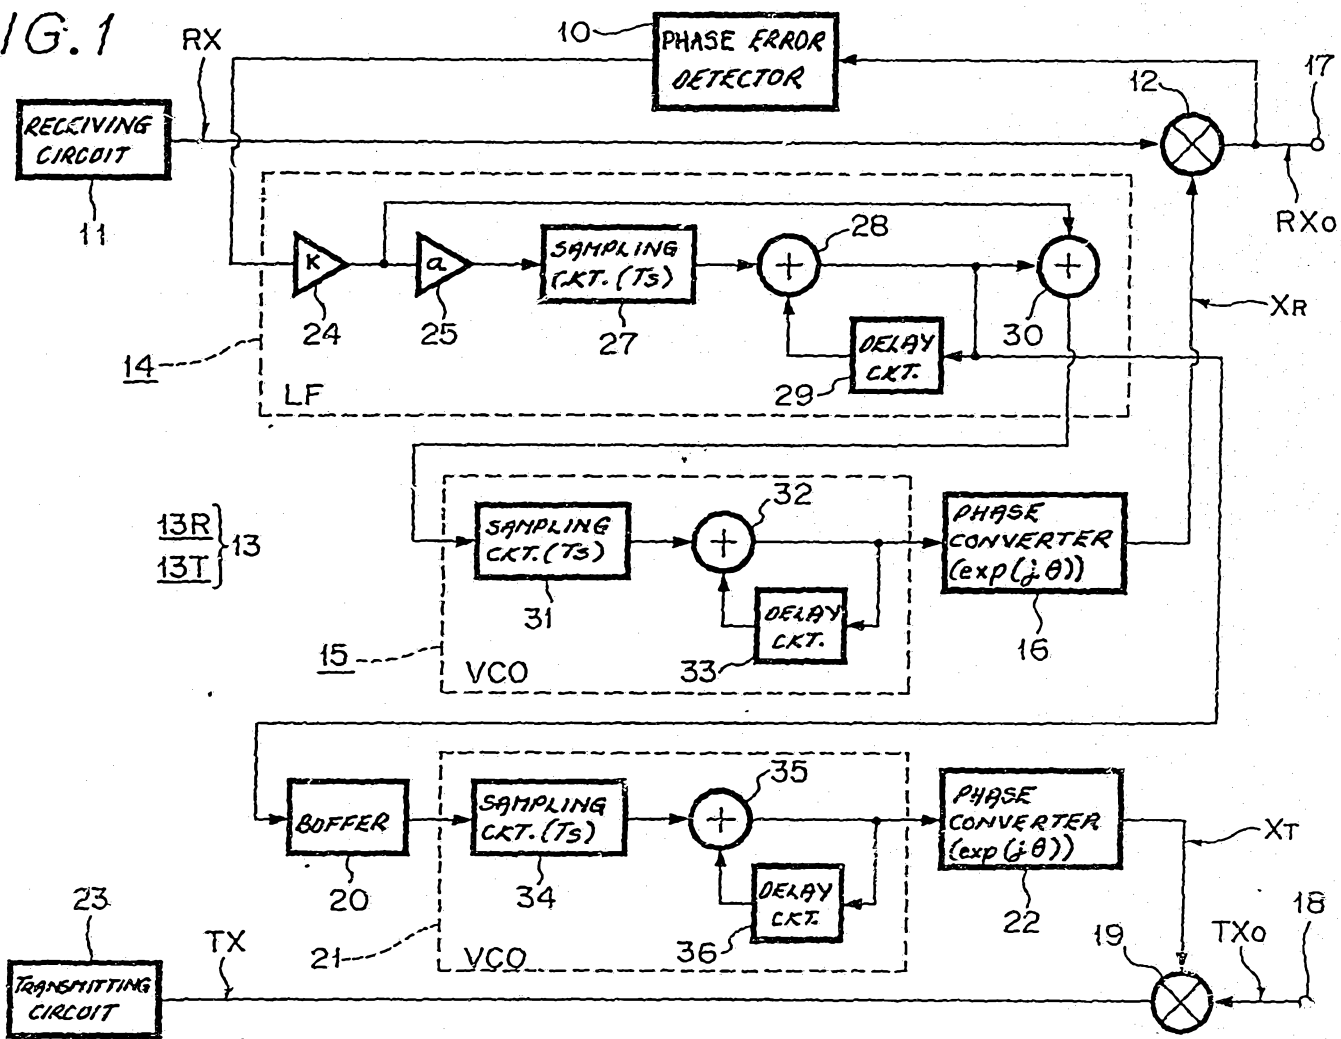 IG. 1
RX
10
PHASE ERROR
DETECTOR
12
17
RECEIVING
CIRCUIT
11
RXo
K
a
SAMPLING
CKT. (Ts)
+
28
+
24
25
27
30
DELAY
CKT.
29
XR
14
LF
13R
13T
13
SAMPLING
CKT. (Ts)
31
+
32
DELAY
CKT.
33
PHASE
CONVERTER
(exp(jθ))
16
15
VCO
BUFFER
20
SAMPLING
CKT. (Ts)
34
+
35
DELAY
CKT.
36
PHASE
CONVERTER
(exp(jθ))
22
XT
21
VCO
23
TX
19
TXo
18
TRANSMITTING
CIRCUIT